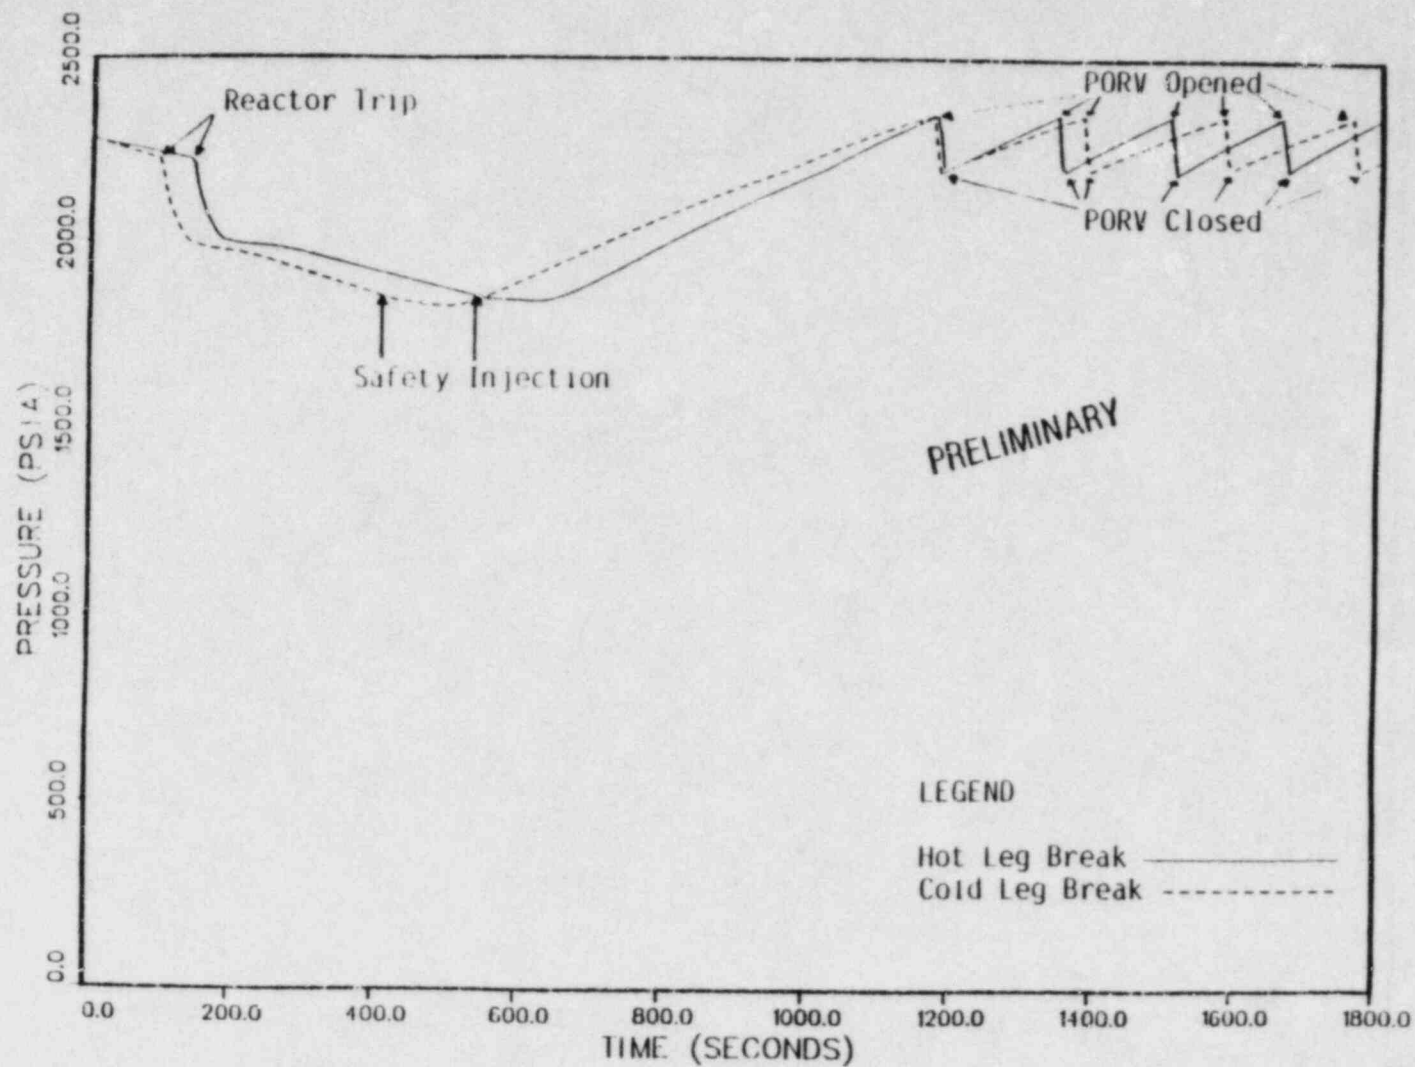 2500.0
2000.0
1500.0
1000.0
500.0
0.0
PRESSURE (PSIA)
Reactor Trip
PORV Opened
PORV Closed
Safety Injection
PRELIMINARY
LEGEND
Hot Leg Break
Cold Leg Break
0.0 200.0 400.0 600.0 800.0 1000.0 1200.0 1400.0 1600.0 1800.0
TIME (SECONDS)